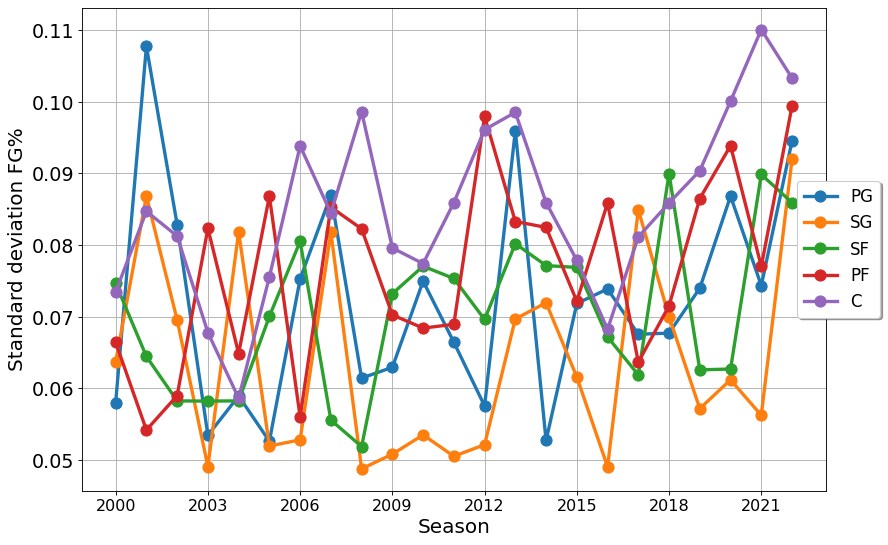 Standard deviation FG%
0.11
0.10
0.09
0.08
0.07
0.06
0.05
2000 2003 2006 2009 2012 2015 2018 2021
Season
PG
SG
SF
PF
C